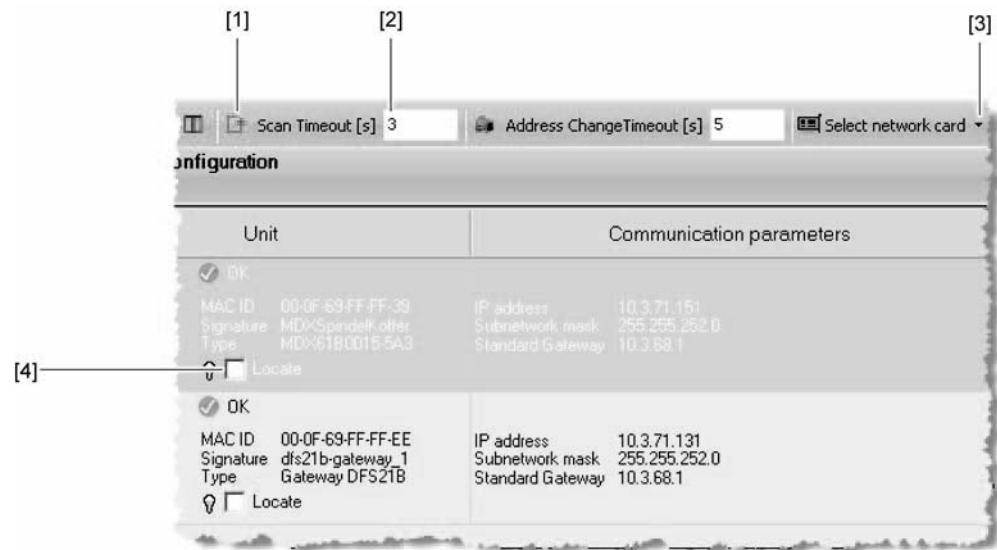 [1] [2] [3]
Scan Timeout [s] 3 Address ChangeTimeout [s] 5 Select network card
onfiguration
Unit Communication parameters
OK
MAC ID 00-0F-69-FF-FF-39 IP address 10.3.71.151
Signature MDXSpindelKoffer Subnetwork mask 255.255.252.0
Type MDX61B0015-5A3 Standard Gateway 10.3.68.1
[4] Locate
OK
MAC ID 00-0F-69-FF-FF-EE IP address 10.3.71.131
Signature dfs21b-gateway_1 Subnetwork mask 255.255.252.0
Type Gateway DFS21B Standard Gateway 10.3.68.1
Locate